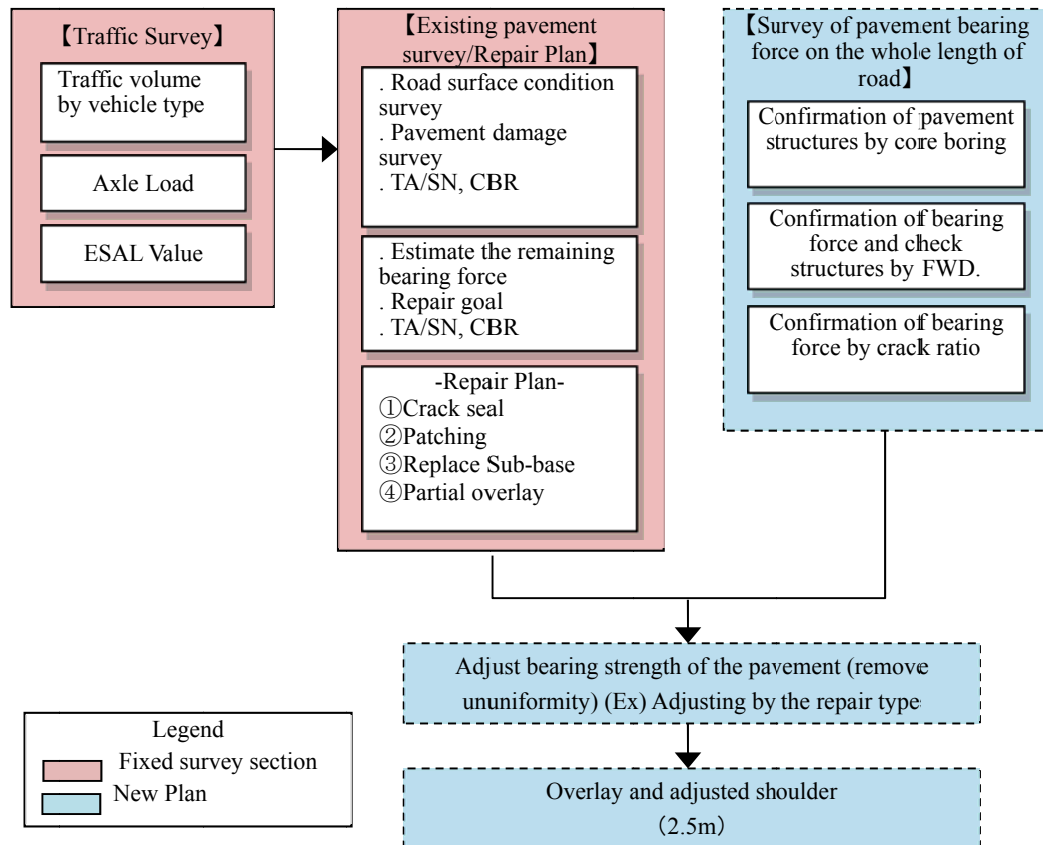 【Traffic Survey】
Traffic volume
by vehicle type
Axle Load
ESAL Value
【Existing pavement
survey/Repair Plan】
. Road surface condition
survey
. Pavement damage
survey
. TA/SN, CBR
. Estimate the remaining
bearing force
. Repair goal
. TA/SN, CBR
-Repair Plan-
①Crack seal
②Patching
③Replace Sub-base
④Partial overlay
【Survey of pavement bearing
force on the whole length of
road】
Confirmation of pavement
structures by core boring
Confirmation of bearing
force and check
structures by FWD.
Confirmation of bearing
force by crack ratio
Adjust bearing strength of the pavement (remove
ununiformity) (Ex) Adjusting by the repair type
Overlay and adjusted shoulder
(2.5m)
Legend
Fixed survey section
New Plan